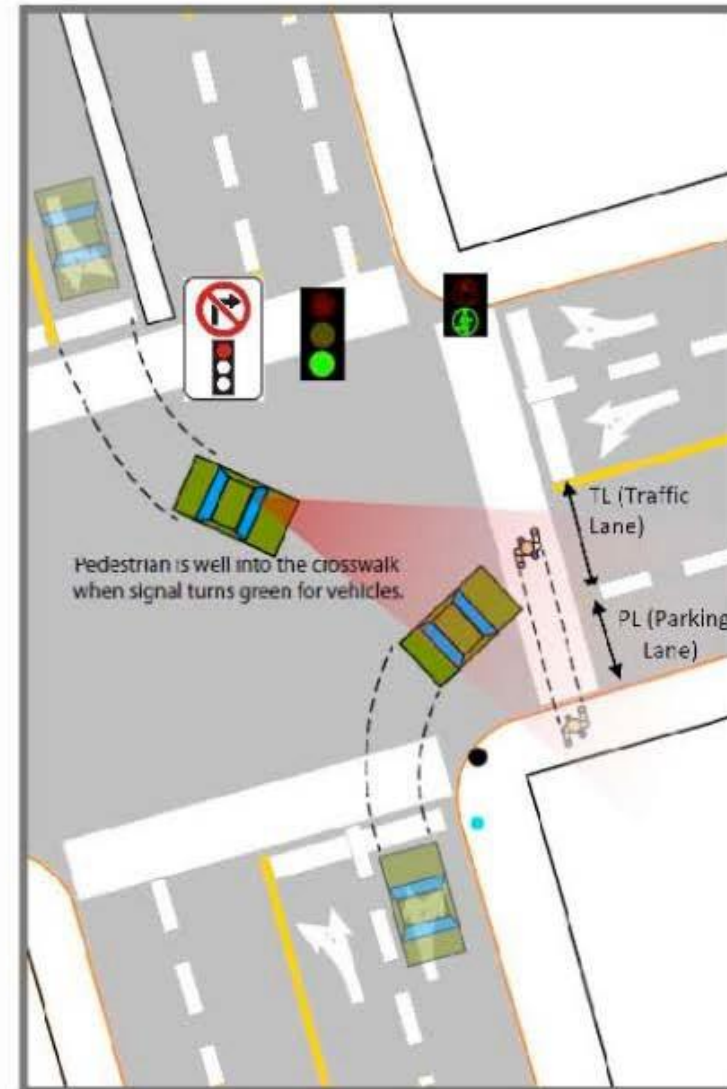 TL (Traffic
Lane)
Pedestrian is well into the crosswalk
when signal turns green for vehicles.
PL (Parking
Lane)